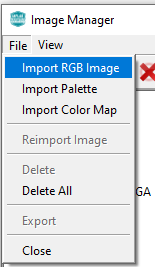 Image Manager
File View
Import RGB Image
Import Palette
Import Color Map
Reimport Image
Delete
Delete All
GA
Export
Close